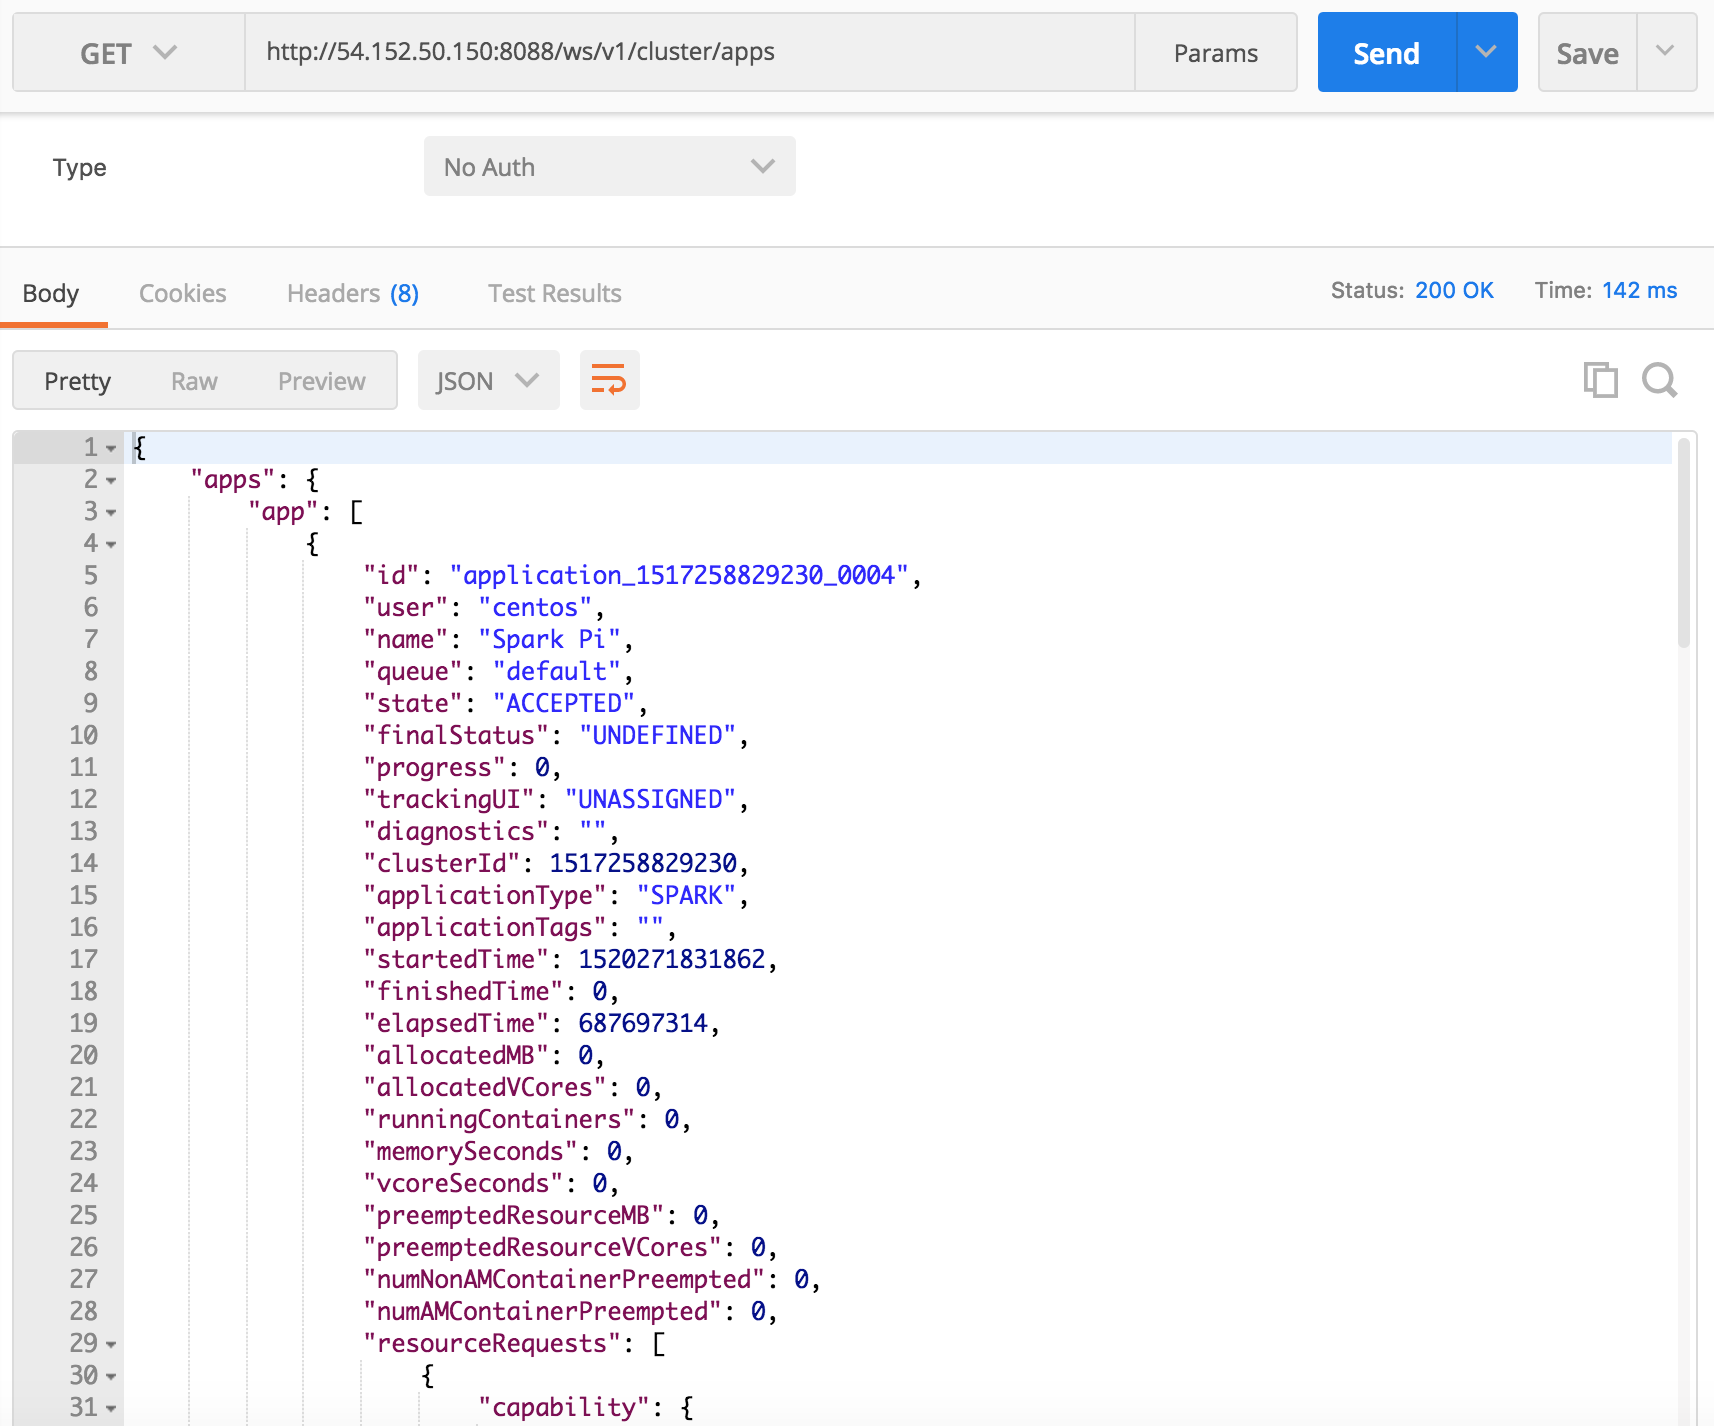 GET http://54.152.50.150:8088/ws/v1/cluster/apps Params Send Save
Type No Auth
Body Cookies Headers (8) Test Results Status: 200 OK Time: 142 ms
Pretty Raw Preview JSON
1 {
2 "apps": {
3 "app": [
4 {
5 "id": "application_1517258829230_0004",
6 "user": "centos",
7 "name": "Spark Pi",
8 "queue": "default",
9 "state": "ACCEPTED",
10 "finalStatus": "UNDEFINED",
11 "progress": 0,
12 "trackingUI": "UNASSIGNED",
13 "diagnostics": "",
14 "clusterId": 1517258829230,
15 "applicationType": "SPARK",
16 "applicationTags": "",
17 "startedTime": 1520271831862,
18 "finishedTime": 0,
19 "elapsedTime": 687697314,
20 "allocatedMB": 0,
21 "allocatedVCores": 0,
22 "runningContainers": 0,
23 "memorySeconds": 0,
24 "vcoreSeconds": 0,
25 "preemptedResourceMB": 0,
26 "preemptedResourceVCores": 0,
27 "numNonAMContainerPreempted": 0,
28 "numAMContainerPreempted": 0,
29 "resourceRequests": [
30 {
31 "capability": {